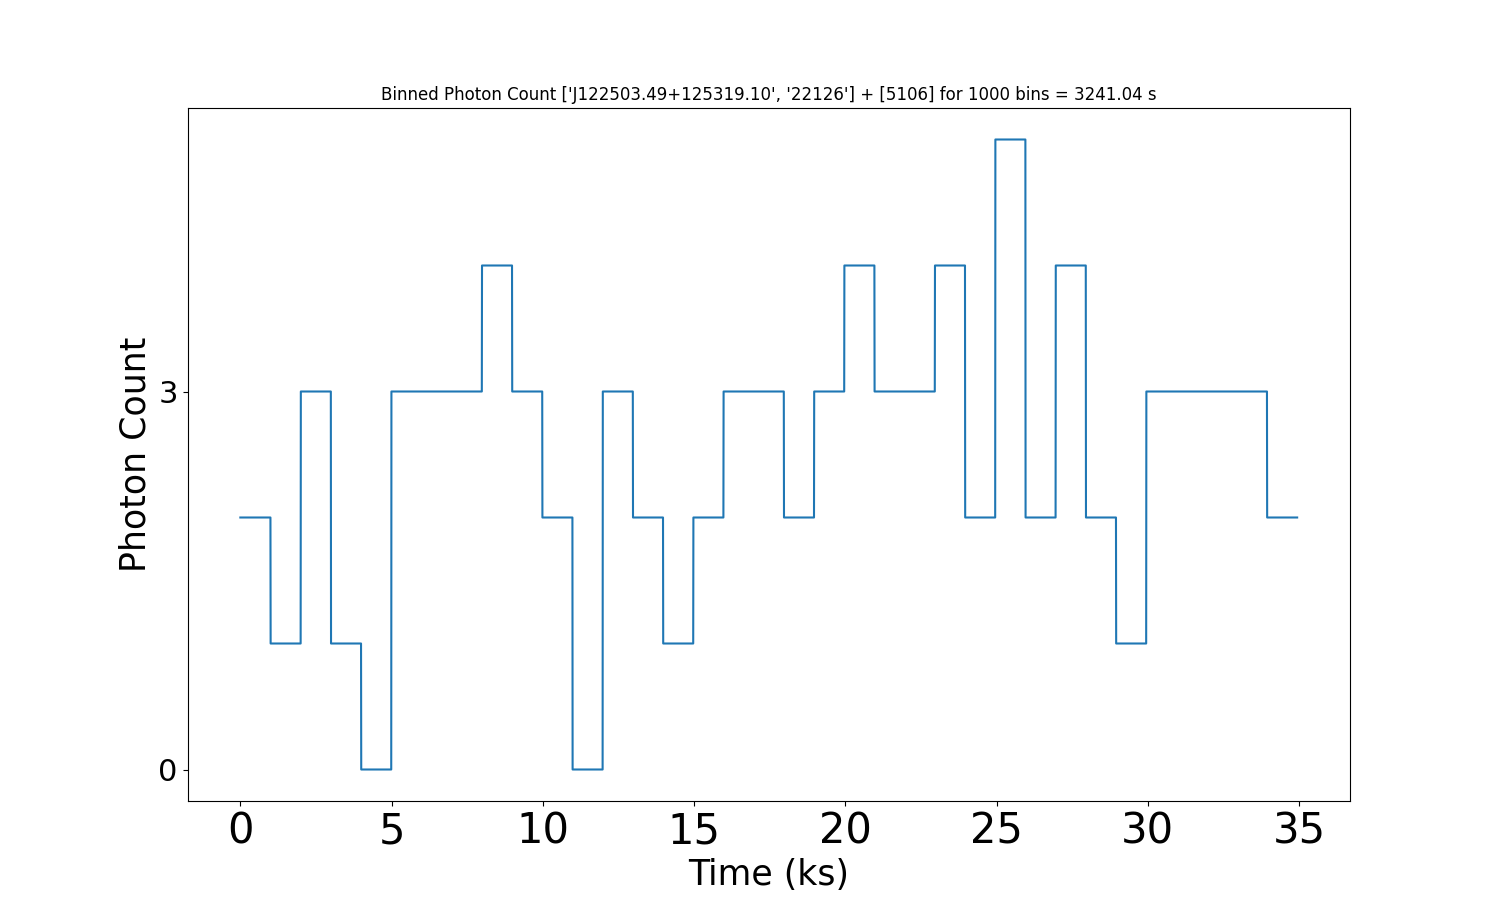 Binned Photon Count ['J122503.49+125319.10', '22126'] + [5106] for 1000 bins = 3241.04 s
Photon Count
3
0
0 5 10 15 20 25 30 35
Time (ks)